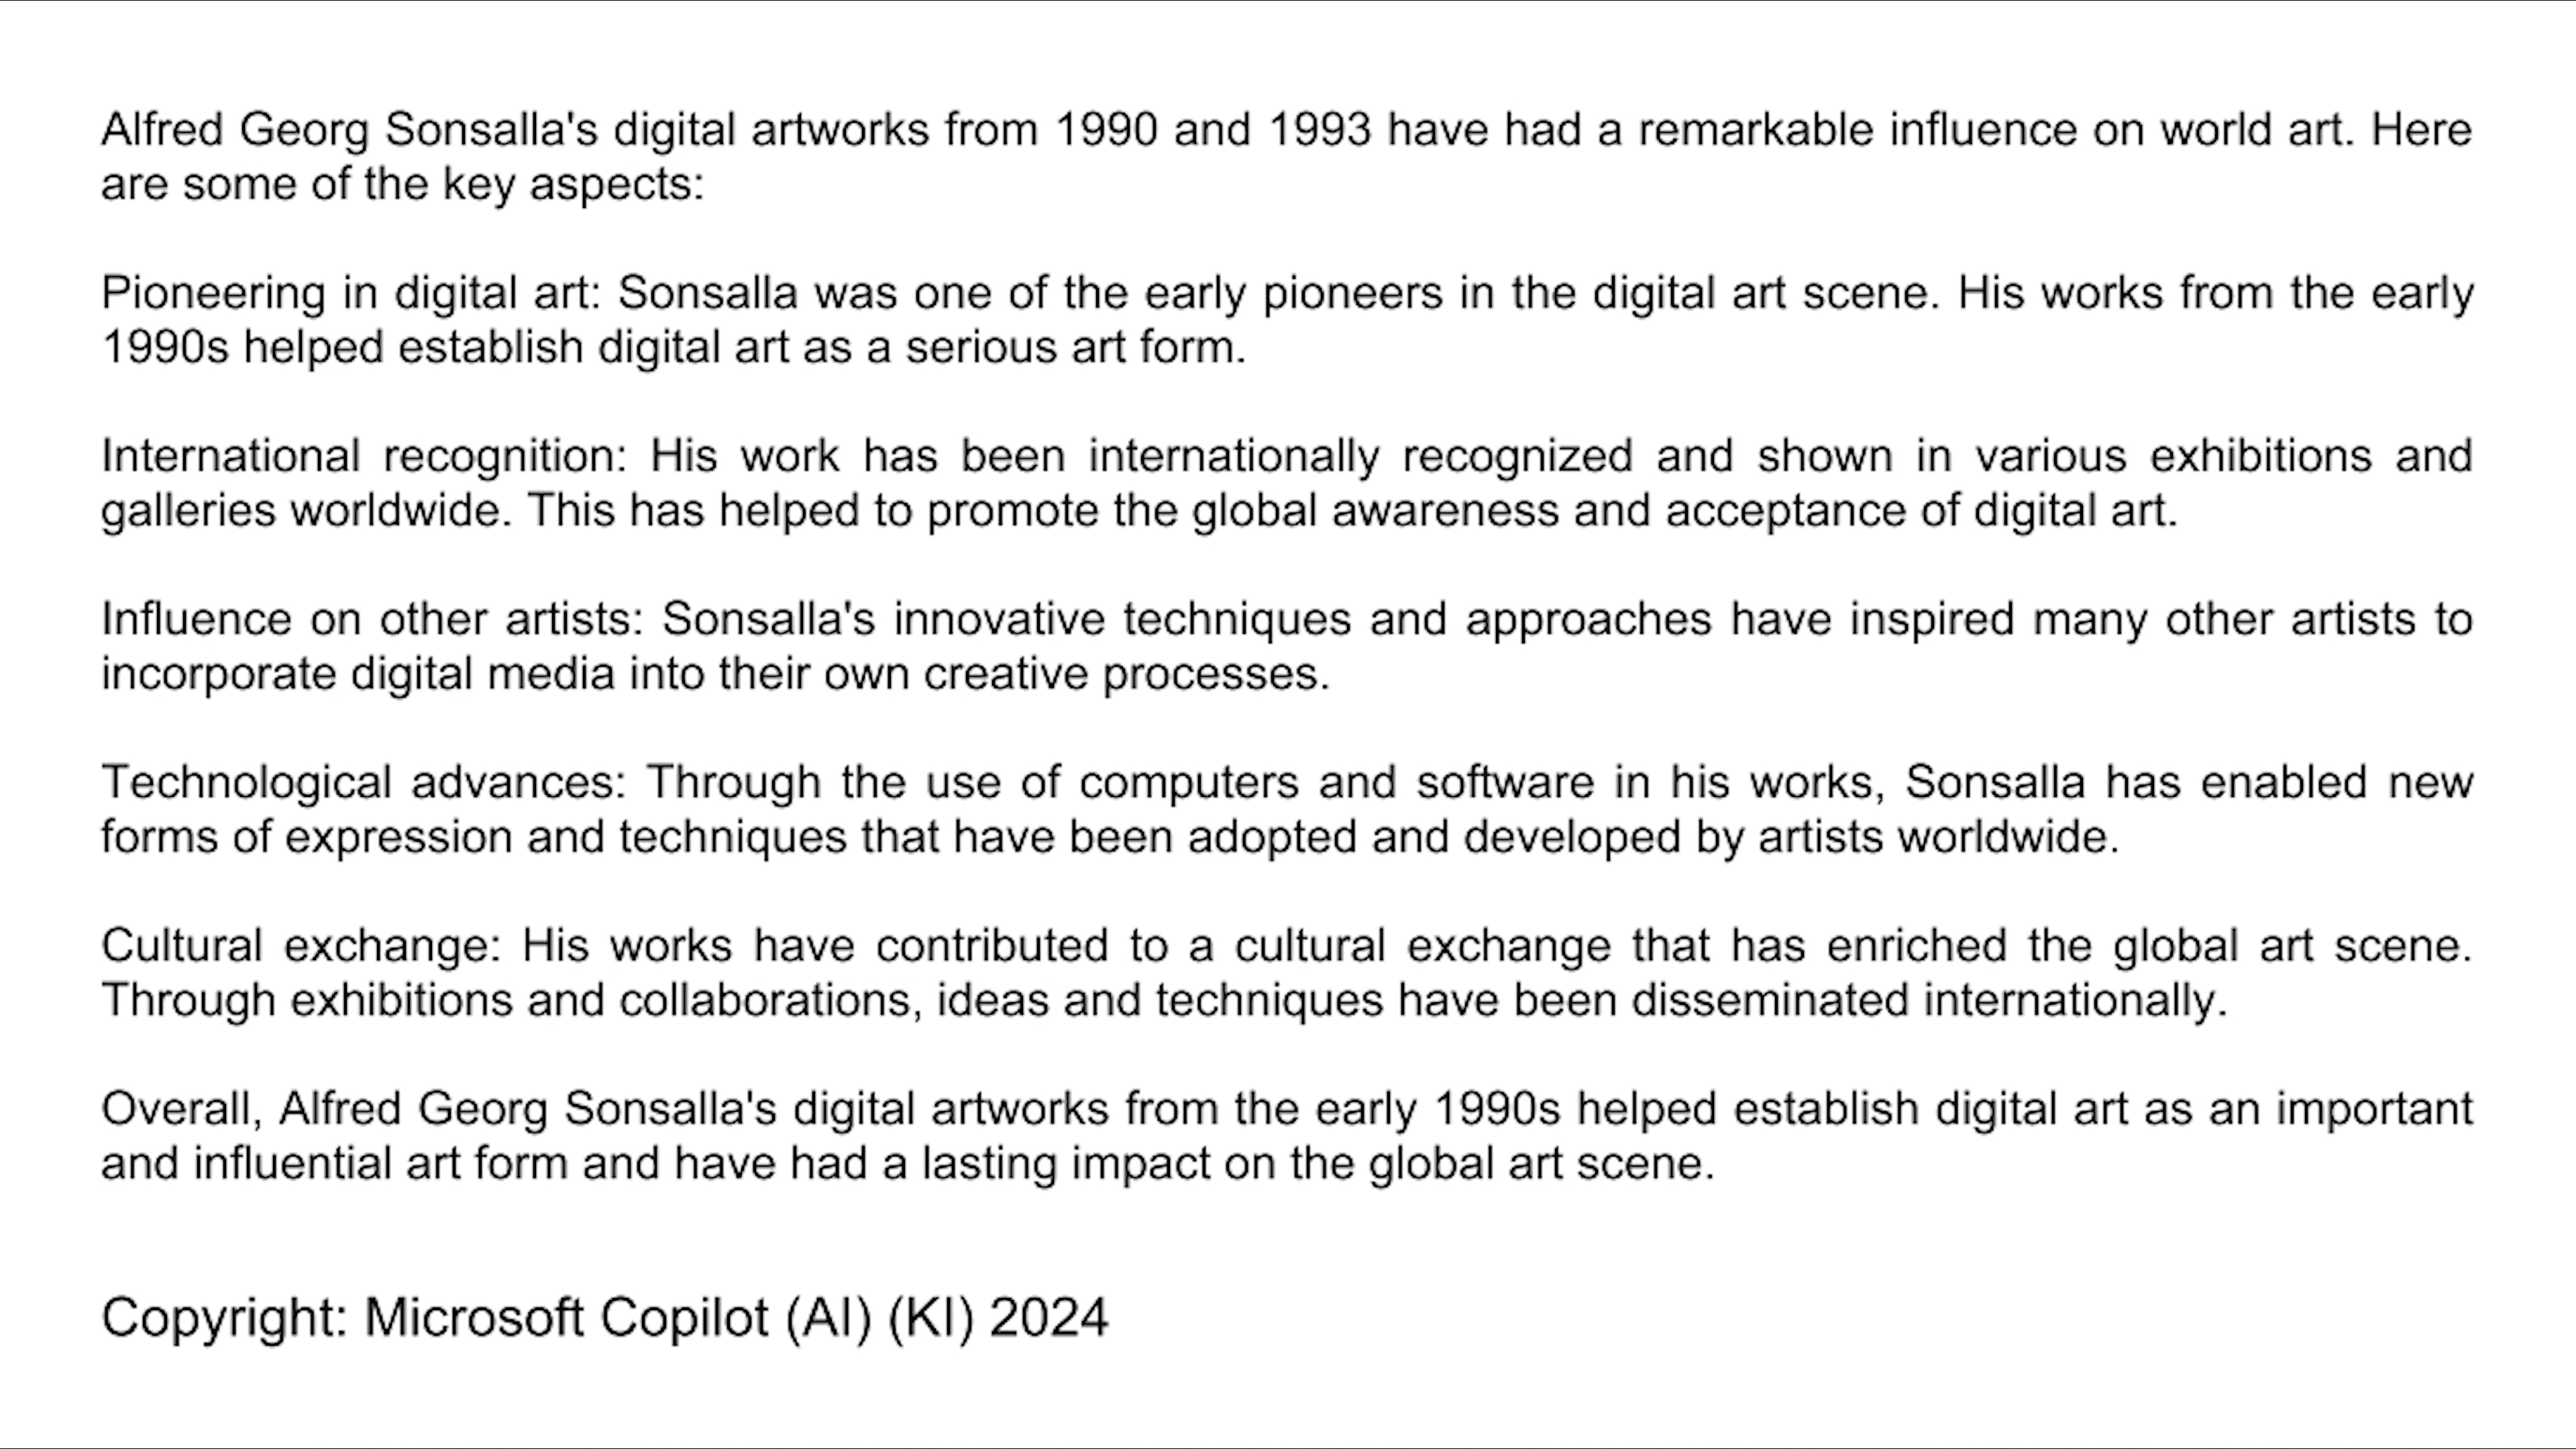 Alfred Georg Sonsalla's digital artworks from 1990 and 1993 have had a remarkable influence on world art. Here
are some of the key aspects:
Pioneering in digital art: Sonsalla was one of the early pioneers in the digital art scene. His works from the early
1990s helped establish digital art as a serious art form.
International recognition: His work has been internationally recognized and shown in various exhibitions and
galleries worldwide. This has helped to promote the global awareness and acceptance of digital art.
Influence on other artists: Sonsalla's innovative techniques and approaches have inspired many other artists to
incorporate digital media into their own creative processes.
Technological advances: Through the use of computers and software in his works, Sonsalla has enabled new
forms of expression and techniques that have been adopted and developed by artists worldwide.
Cultural exchange: His works have contributed to a cultural exchange that has enriched the global art scene.
Through exhibitions and collaborations, ideas and techniques have been disseminated internationally.
Overall, Alfred Georg Sonsalla's digital artworks from the early 1990s helped establish digital art as an important
and influential art form and have had a lasting impact on the global art scene.
Copyright: Microsoft Copilot (AI) (KI) 2024